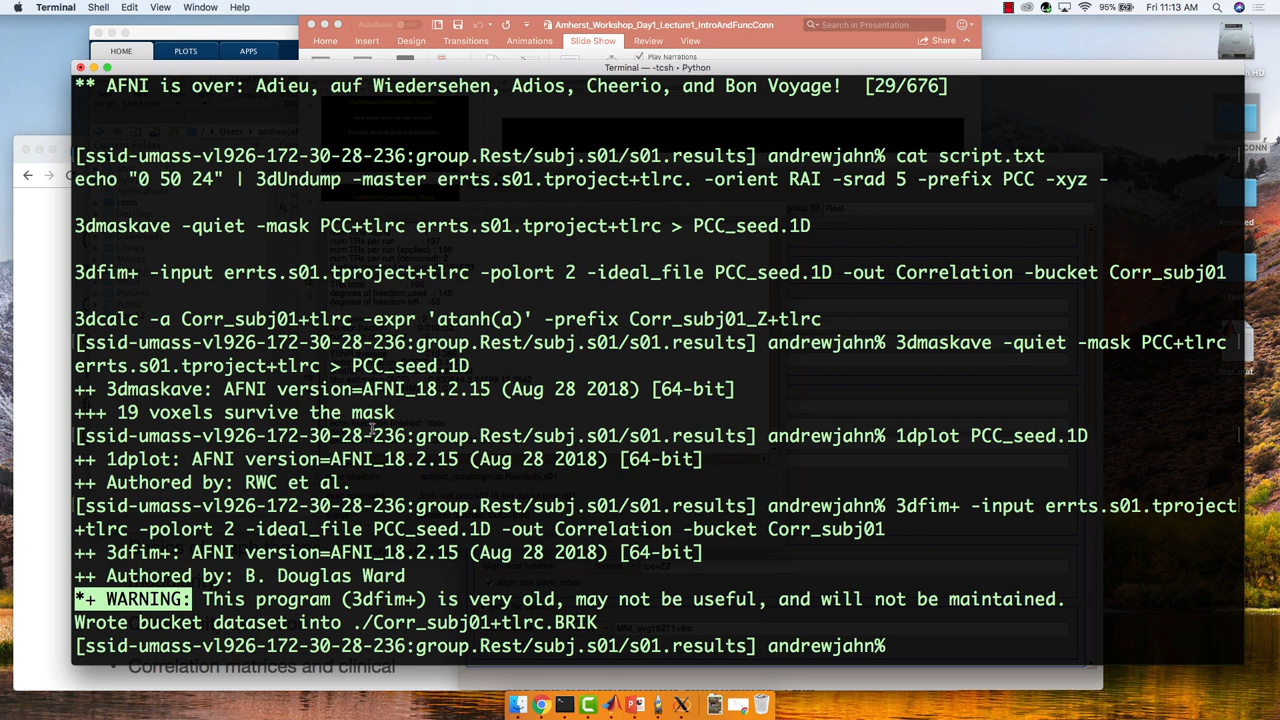 Terminal Shell Edit View Window Help
95% Fri 11:13 AM
AutoSave Amherst_Workshop_Day1_Lecture1_IntroAndFuncConn Search in Presentation
HOME PLOTS APPS
Home Insert Design Transitions Animations Slide Show Review View Share
Play Narrations
Terminal — -tcsh • Python
** AFNI is over: Adieu, auf Wiedersehen, Adios, Cheerio, and Bon Voyage! [29/676]
[ssid-umass-vl926-172-30-28-236:group.Rest/subj.s01/s01.results] andrewjahn% cat script.txt
echo "0 50 24" | 3dUndump -master errts.s01.tproject+tlrc. -orient RAI -srad 5 -prefix PCC -xyz -
3dmaskave -quiet -mask PCC+tlrc errts.s01.tproject+tlrc > PCC_seed.1D
3dfim+ -input errts.s01.tproject+tlrc -polort 2 -ideal_file PCC_seed.1D -out Correlation -bucket Corr_subj01
3dcalc -a Corr_subj01+tlrc -expr 'atanh(a)' -prefix Corr_subj01_Z+tlrc
[ssid-umass-vl926-172-30-28-236:group.Rest/subj.s01/s01.results] andrewjahn% 3dmaskave -quiet -mask PCC+tlrc
errts.s01.tproject+tlrc > PCC_seed.1D
++ 3dmaskave: AFNI version=AFNI_18.2.15 (Aug 28 2018) [64-bit]
+++ 19 voxels survive the mask
[ssid-umass-vl926-172-30-28-236:group.Rest/subj.s01/s01.results] andrewjahn% 1dplot PCC_seed.1D
++ 1dplot: AFNI version=AFNI_18.2.15 (Aug 28 2018) [64-bit]
++ Authored by: RWC et al.
[ssid-umass-vl926-172-30-28-236:group.Rest/subj.s01/s01.results] andrewjahn% 3dfim+ -input errts.s01.tproject
+tlrc -polort 2 -ideal_file PCC_seed.1D -out Correlation -bucket Corr_subj01
++ 3dfim+: AFNI version=AFNI_18.2.15 (Aug 28 2018) [64-bit]
++ Authored by: B. Douglas Ward
*+ WARNING: This program (3dfim+) is very old, may not be useful, and will not be maintained.
Wrote bucket dataset into ./Corr_subj01+tlrc.BRIK
[ssid-umass-vl926-172-30-28-236:group.Rest/subj.s01/s01.results] andrewjahn%
• Correlation matrices and clinical